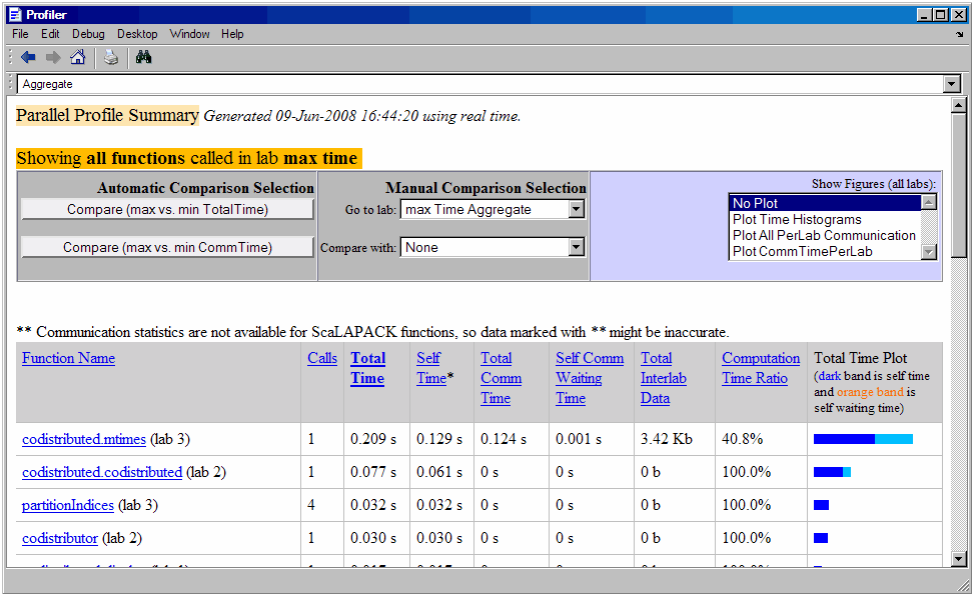 Profiler
File Edit Debug Desktop Window Help
Aggregate
Parallel Profile Summary Generated 09-Jun-2008 16:44:20 using real time.
Showing all functions called in lab max time
Automatic Comparison Selection
Compare (max vs. min TotalTime)
Compare (max vs. min CommTime)
Manual Comparison Selection
Go to lab: max Time Aggregate
Compare with: None
Show Figures (all labs):
No Plot
Plot Time Histograms
Plot All PerLab Communication
Plot CommTimePerLab
** Communication statistics are not available for ScaLAPACK functions, so data marked with ** might be inaccurate.
Function Name
Calls
Total
Time
Self
Time*
Total
Comm
Time
Self Comm
Waiting
Time
Total
Interlab
Data
Computation
Time Ratio
Total Time Plot
(dark band is self time
and orange band is
self waiting time)
codistributed.mtimes (lab 3) 1 0.209 s 0.129 s 0.124 s 0.001 s 3.42 Kb 40.8%
codistributed.codistributed (lab 2) 1 0.077 s 0.061 s 0 s 0 s 0 b 100.0%
partitionIndices (lab 3) 4 0.032 s 0.032 s 0 s 0 s 0 b 100.0%
codistributor (lab 2) 1 0.030 s 0.030 s 0 s 0 s 0 b 100.0%